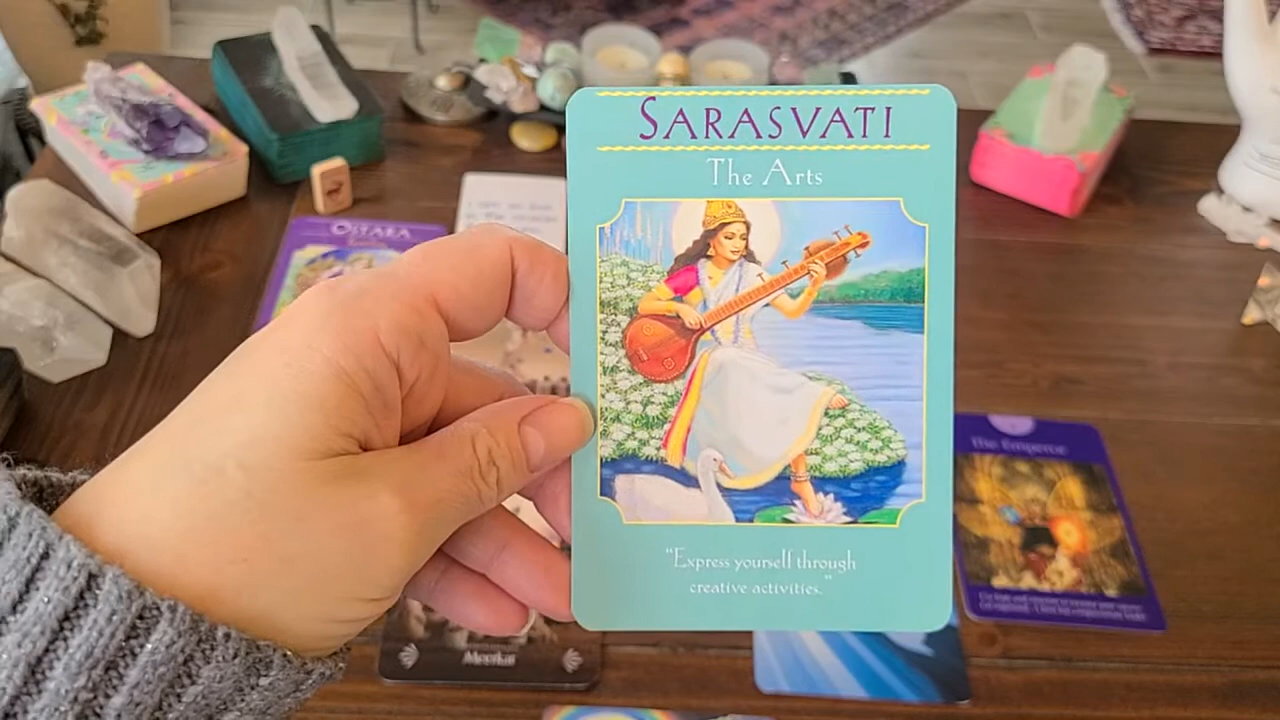 SARASVATI
The Arts
"Express yourself through
creative activities."
OSTARA
The Emperor
Meerkat